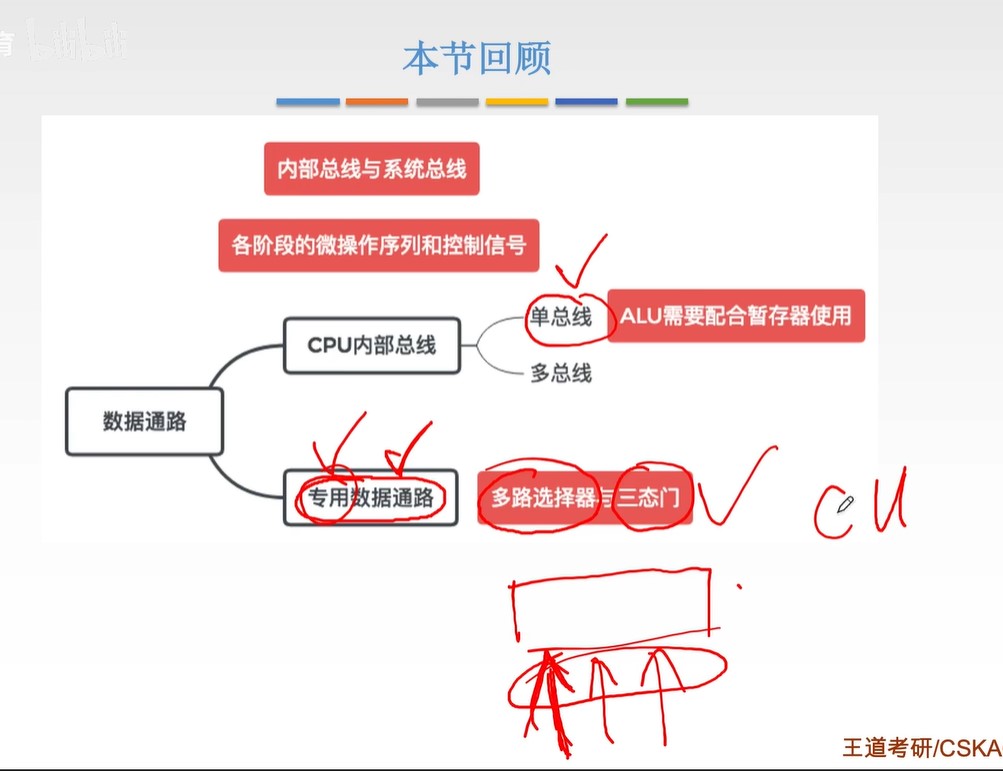 育
本节回顾
内部总线与系统总线
各阶段的微操作序列和控制信号
单总线
ALU需要配合暂存器使用
CPU内部总线
多总线
数据通路
专用数据通路
多路选择器与三态门
CU
王道考研/CSKA